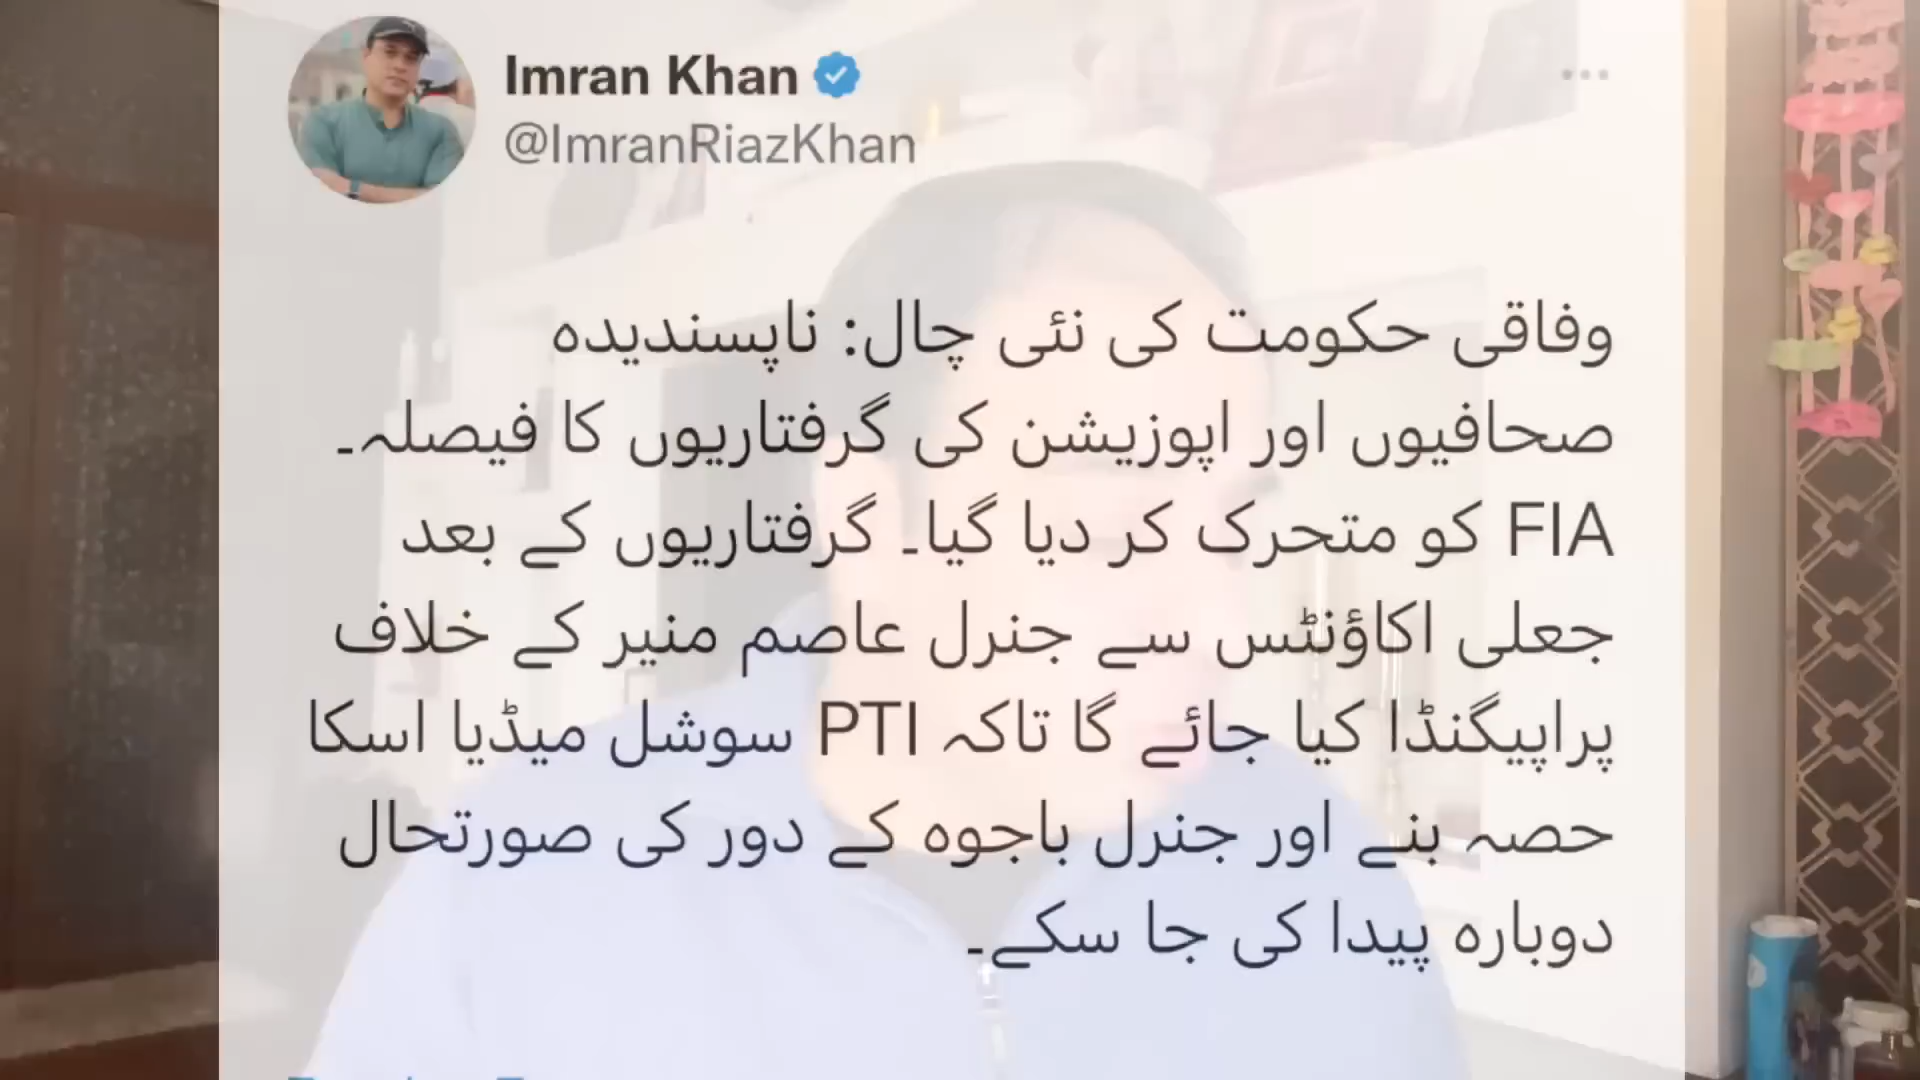 Imran Khan
@ImranRiazKhan
وفاقی حکومت کی نئی چال: ناپسندیدہ
صحافیوں اور اپوزیشن کی گرفتاریوں کا فیصلہ۔
FIA کو متحرک کر دیا گیا۔ گرفتاریوں کے بعد
جعلی اکاؤنٹس سے جنرل عاصم منیر کے خلاف
پراپیگنڈا کیا جائے گا تاکہ PTI سوشل میڈیا اسکا
حصہ بنے اور جنرل باجوہ کے دور کی صورتحال
دوبارہ پیدا کی جا سکے۔